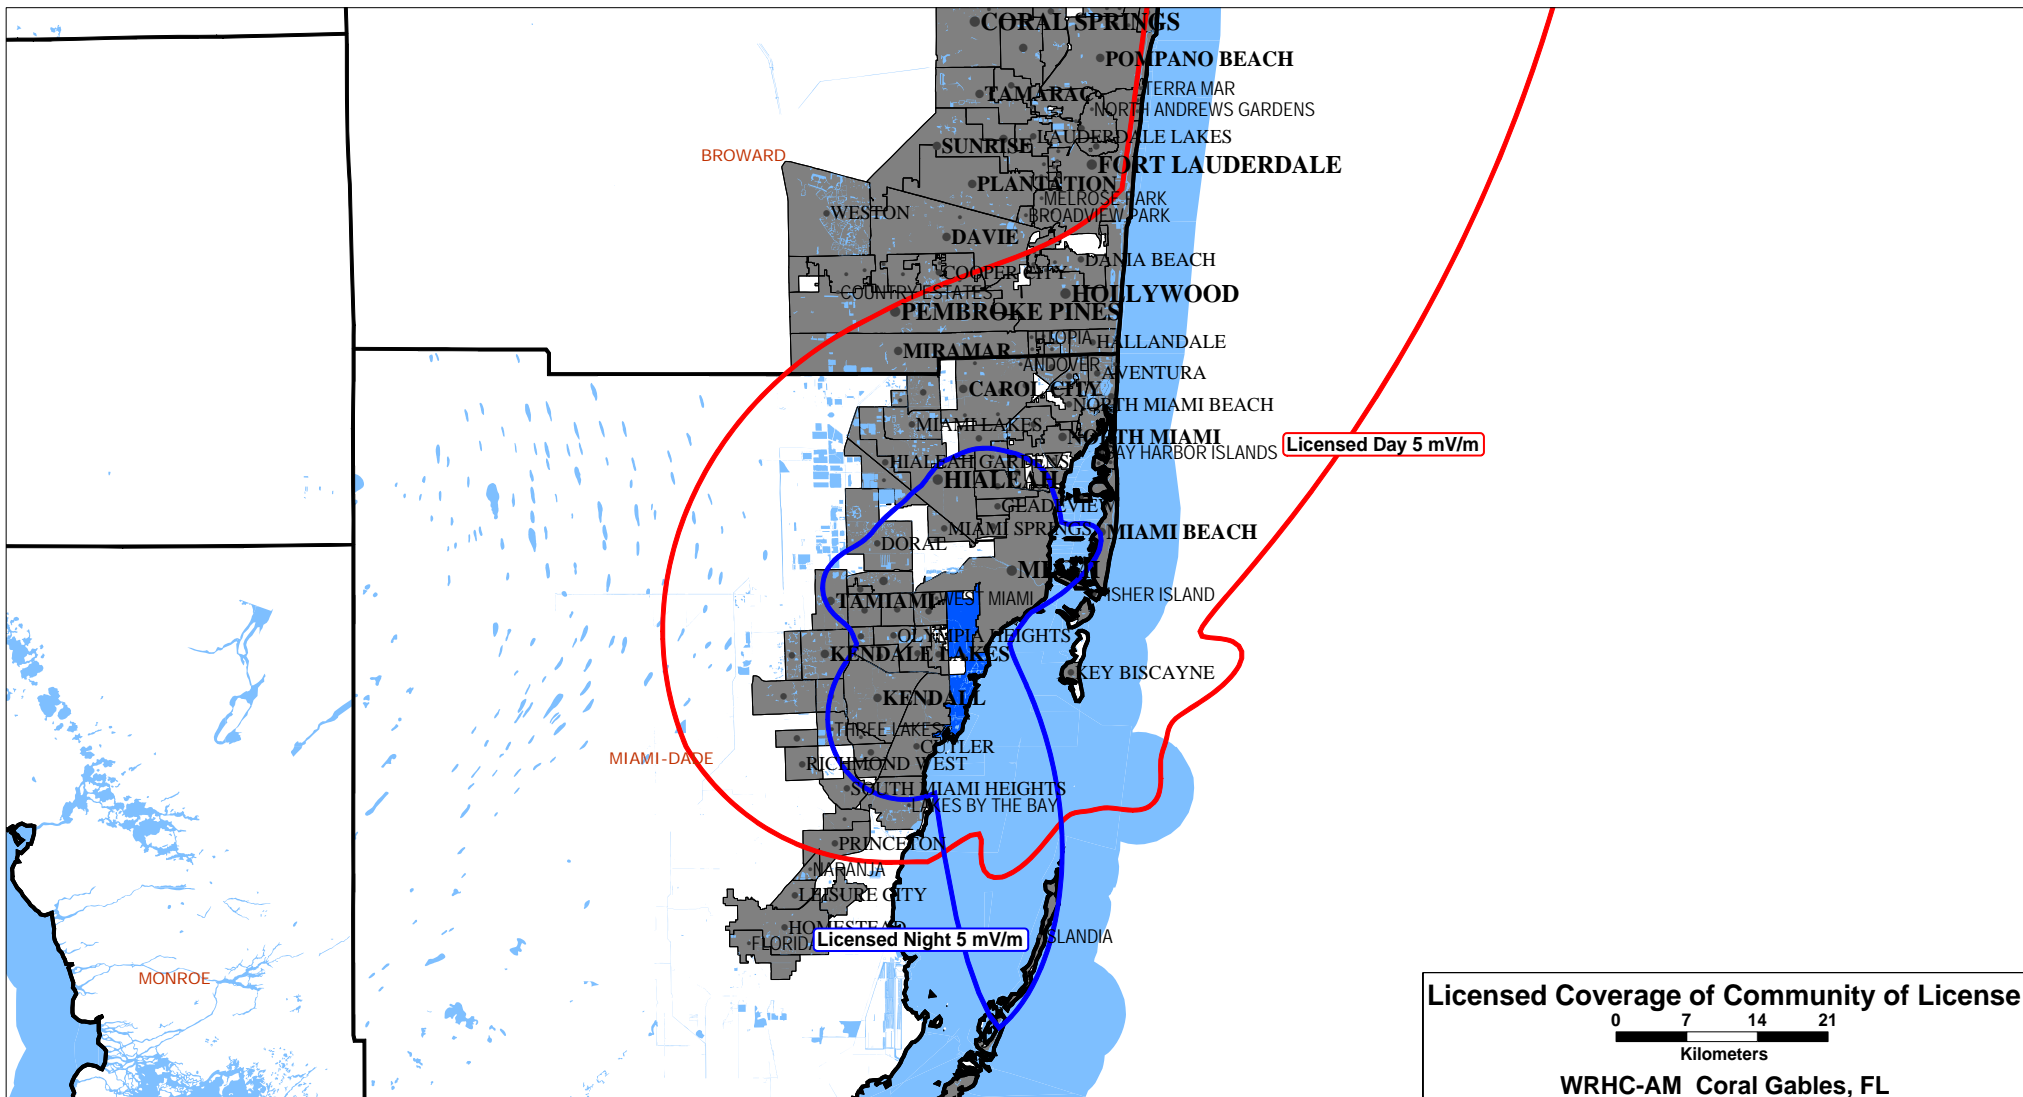 CORAL SPRINGS
POMPANO BEACH
TERRA MAR
TAMARAC
NORTH ANDREWS GARDENS
LAUDERDALE LAKES
SUNRISE
BROWARD
FORT LAUDERDALE
PLANTATION
MELROSE PARK
WESTON
BROADVIEW PARK
DAVIE
DANIA BEACH
COOPER CITY
COUNTRY ESTATES
HOLLYWOOD
PEMBROKE PINES
UTOPIA
HALLANDALE
MIRAMAR
ANDOVER
AVENTURA
CAROL CITY
NORTH MIAMI BEACH
MIAMI LAKES
NORTH MIAMI
Licensed Day 5 mV/m
BAY HARBOR ISLANDS
HIALEAH GARDENS
HIALEAH
GLADEVIEW
MIAMI SPRINGS
MIAMI BEACH
DORAL
MIAMI
FISHER ISLAND
TAMIAMI
WEST MIAMI
OLYMPIA HEIGHTS
KENDALE LAKES
KEY BISCAYNE
KENDALL
THREE LAKES
CUTLER
MIAMI-DADE
RICHMOND WEST
SOUTH MIAMI HEIGHTS
LAKES BY THE BAY
PRINCETON
NARANJA
LEISURE CITY
HOMESTEAD
FLORIDA
Licensed Night 5 mV/m
ISLANDIA
MONROE
Licensed Coverage of Community of License
0 7 14 21
Kilometers
WRHC-AM Coral Gables, FL